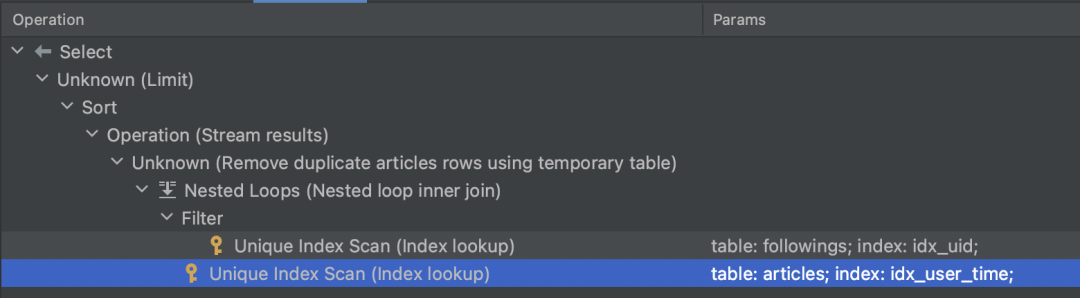 Operation Params
Select
Unknown (Limit)
Sort
Operation (Stream results)
Unknown (Remove duplicate articles rows using temporary table)
Nested Loops (Nested loop inner join)
Filter
Unique Index Scan (Index lookup) table: followings; index: idx_uid;
Unique Index Scan (Index lookup) table: articles; index: idx_user_time;